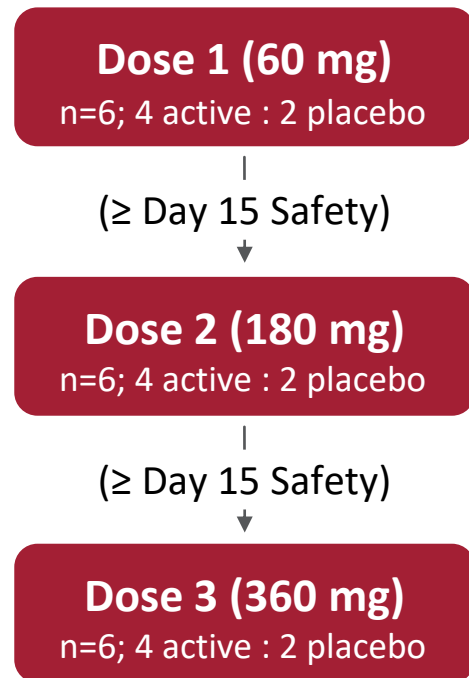 Dose 1 (60 mg)
n=6; 4 active : 2 placebo
(≥ Day 15 Safety)
Dose 2 (180 mg)
n=6; 4 active : 2 placebo
(≥ Day 15 Safety)
Dose 3 (360 mg)
n=6; 4 active : 2 placebo